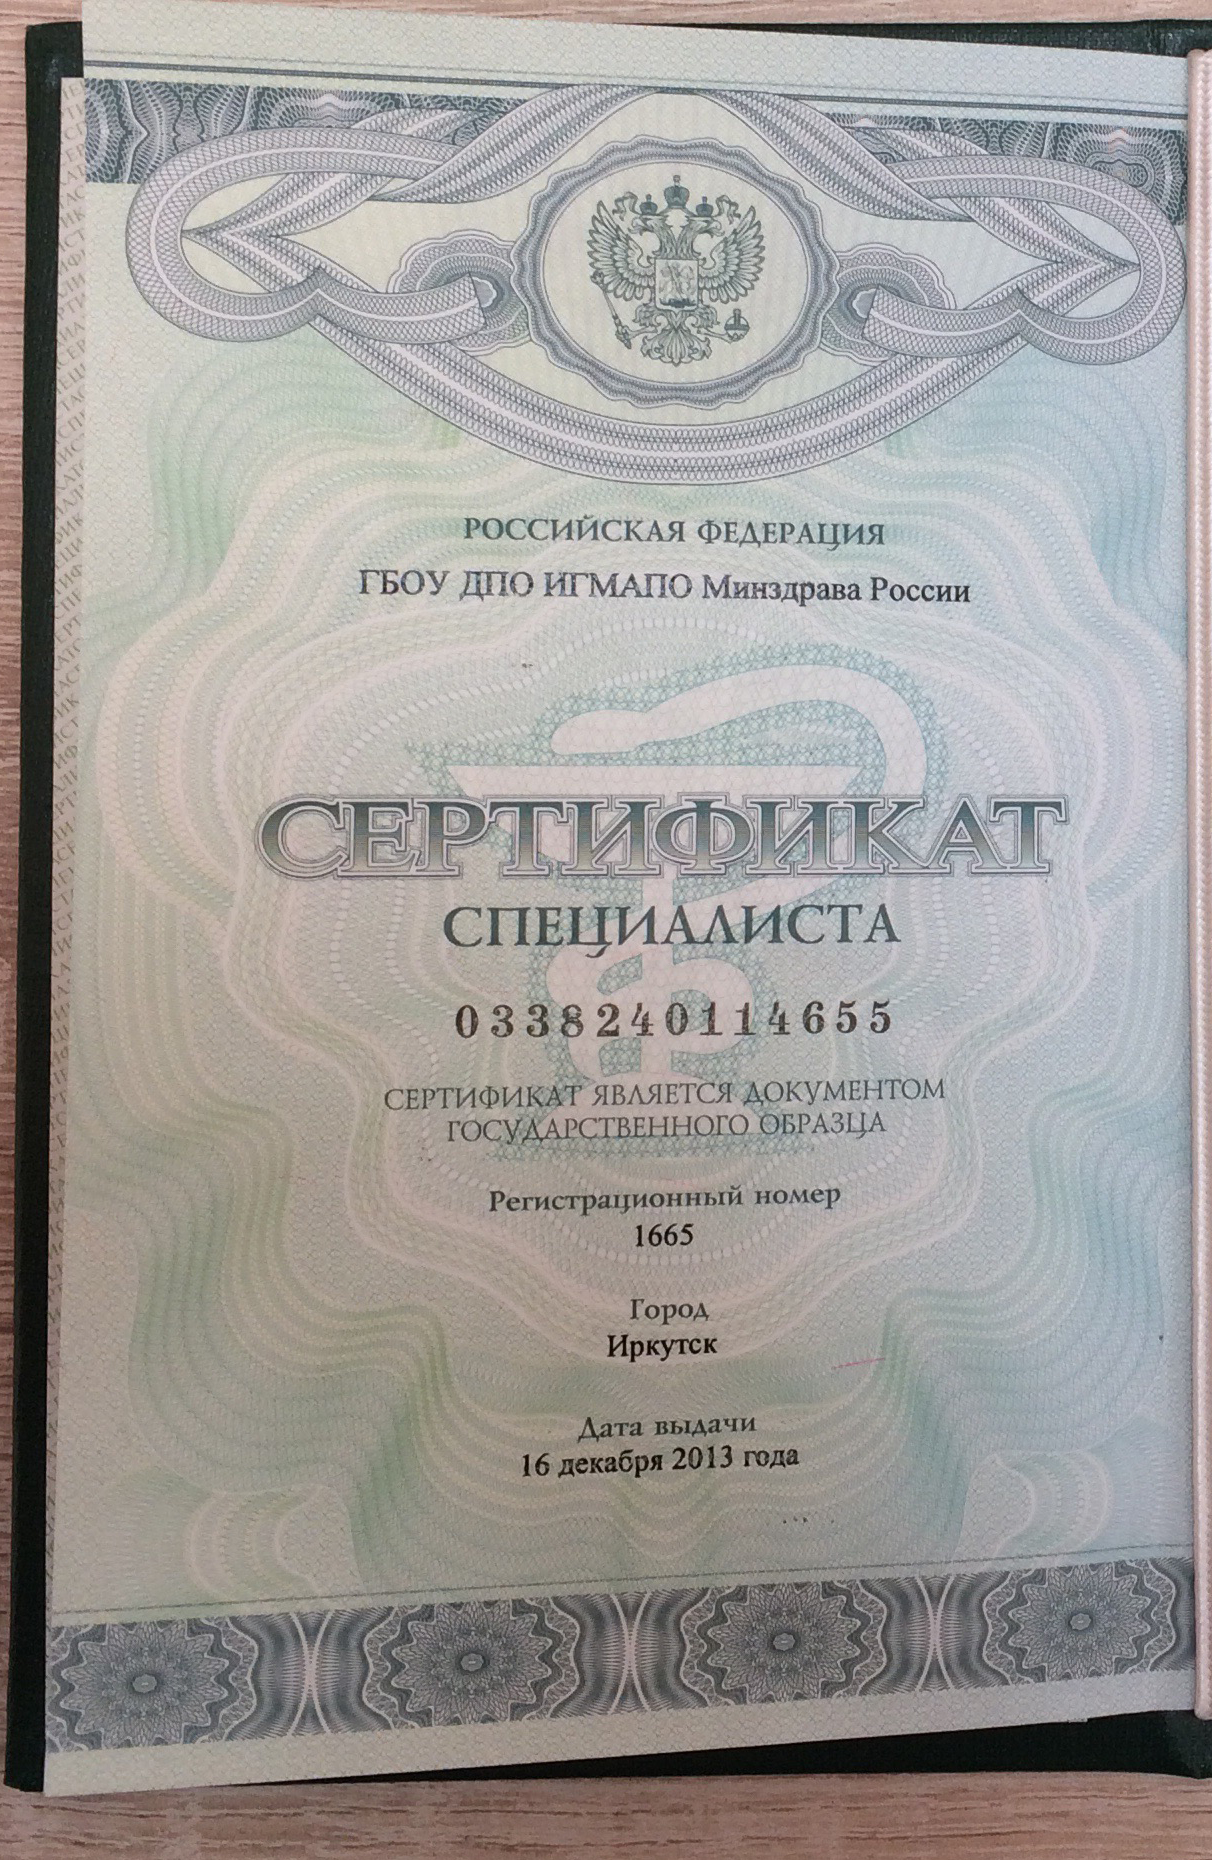 РОССИЙСКАЯ ФЕДЕРАЦИЯ
ГБОУ ДПО ИГМАПО Минздрава России
СЕРТИФИКАТ
СПЕЦИАЛИСТА
0338240114655
СЕРТИФИКАТ ЯВЛЯЕТСЯ ДОКУМЕНТОМ
ГОСУДАРСТВЕННОГО ОБРАЗЦА
Регистрационный номер
1665
Город
Иркутск
Дата выдачи
16 декабря 2013 года